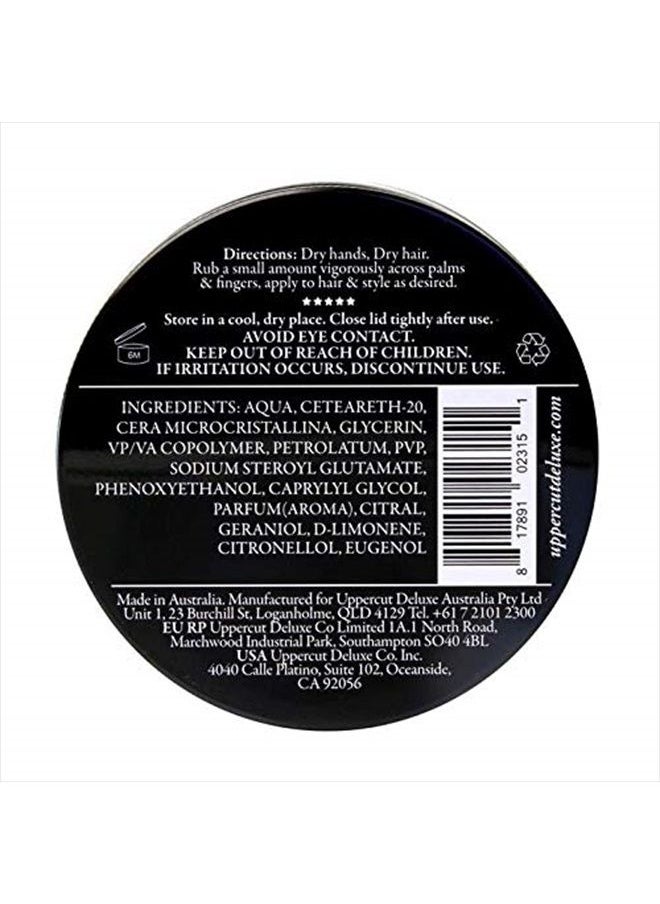 Directions: Dry hands, Dry hair.
Rub a small amount vigorously across palms
& fingers, apply to hair & style as desired.
Store in a cool, dry place. Close lid tightly after use.
AVOID EYE CONTACT.
KEEP OUT OF REACH OF CHILDREN.
IF IRRITATION OCCURS, DISCONTINUE USE.
6M
INGREDIENTS: AQUA, CETEARETH-20,
CERA MICROCRISTALLINA, GLYCERIN,
VP/VA COPOLYMER, PETROLATUM, PVP,
SODIUM STEROYL GLUTAMATE,
PHENOXYETHANOL, CAPRYLYL GLYCOL,
PARFUM(AROMA), CITRAL,
GERANIOL, D-LIMONENE,
CITRONELLOL, EUGENOL
8 17891 02315 1
uppercutdeluxe.com
Made in Australia. Manufactured for Uppercut Deluxe Australia Pty Ltd
Unit 1, 23 Burchill St, Loganholme, QLD 4129 Tel. +61 7 2101 2300
EU RP Uppercut Deluxe Co Limited 1A.1 North Road,
Marchwood Industrial Park, Southampton SO40 4BL
USA Uppercut Deluxe Co. Inc.
4040 Calle Platino, Suite 102, Oceanside,
CA 92056